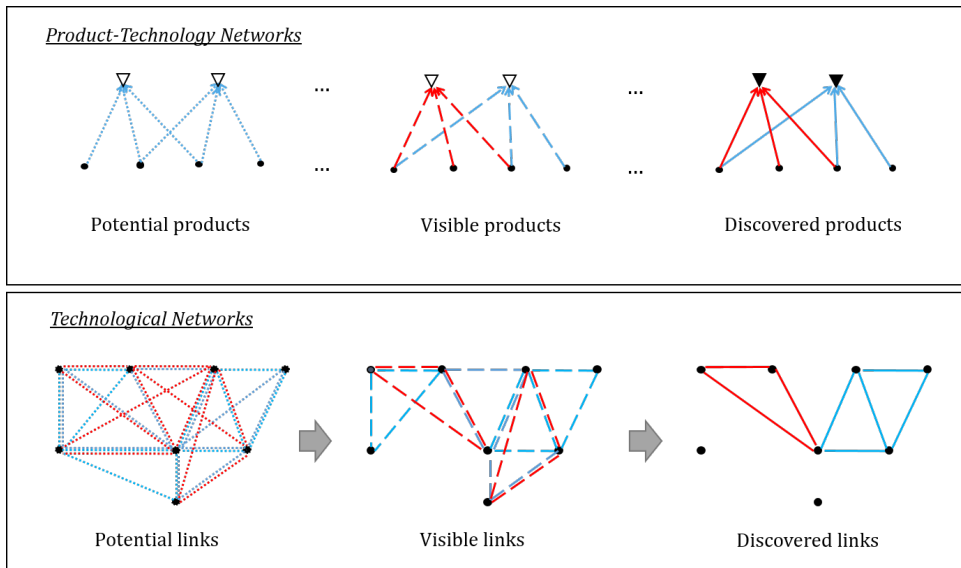 Product-Technology Networks
... ...
... ...
Potential products Visible products Discovered products
Technological Networks
Potential links Visible links Discovered links